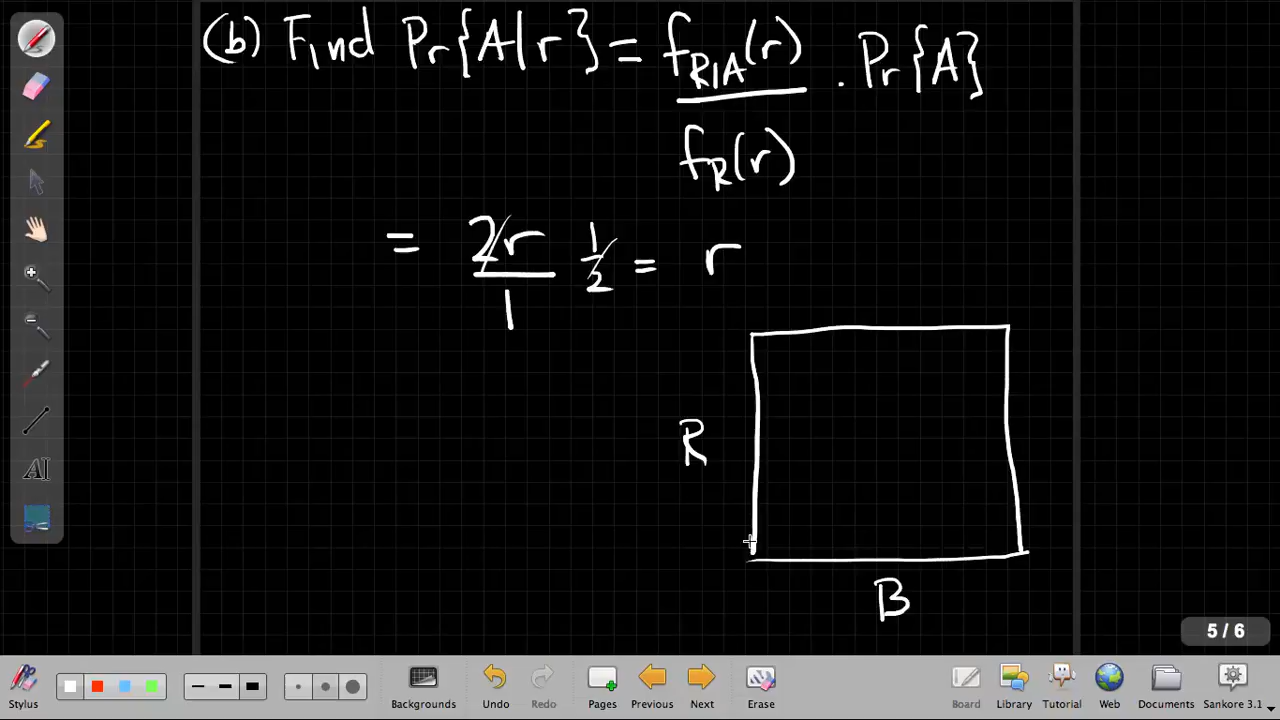 (b) Find Pr{A|r} = f_{R|A}(r) / f_R(r) . Pr{A}
= 2r/1 1/2 = r
R
B
AI
5 / 6
Stylus
Backgrounds
Undo
Redo
Pages
Previous
Next
Erase
Board
Library
Tutorial
Web
Documents
Sankore 3.1